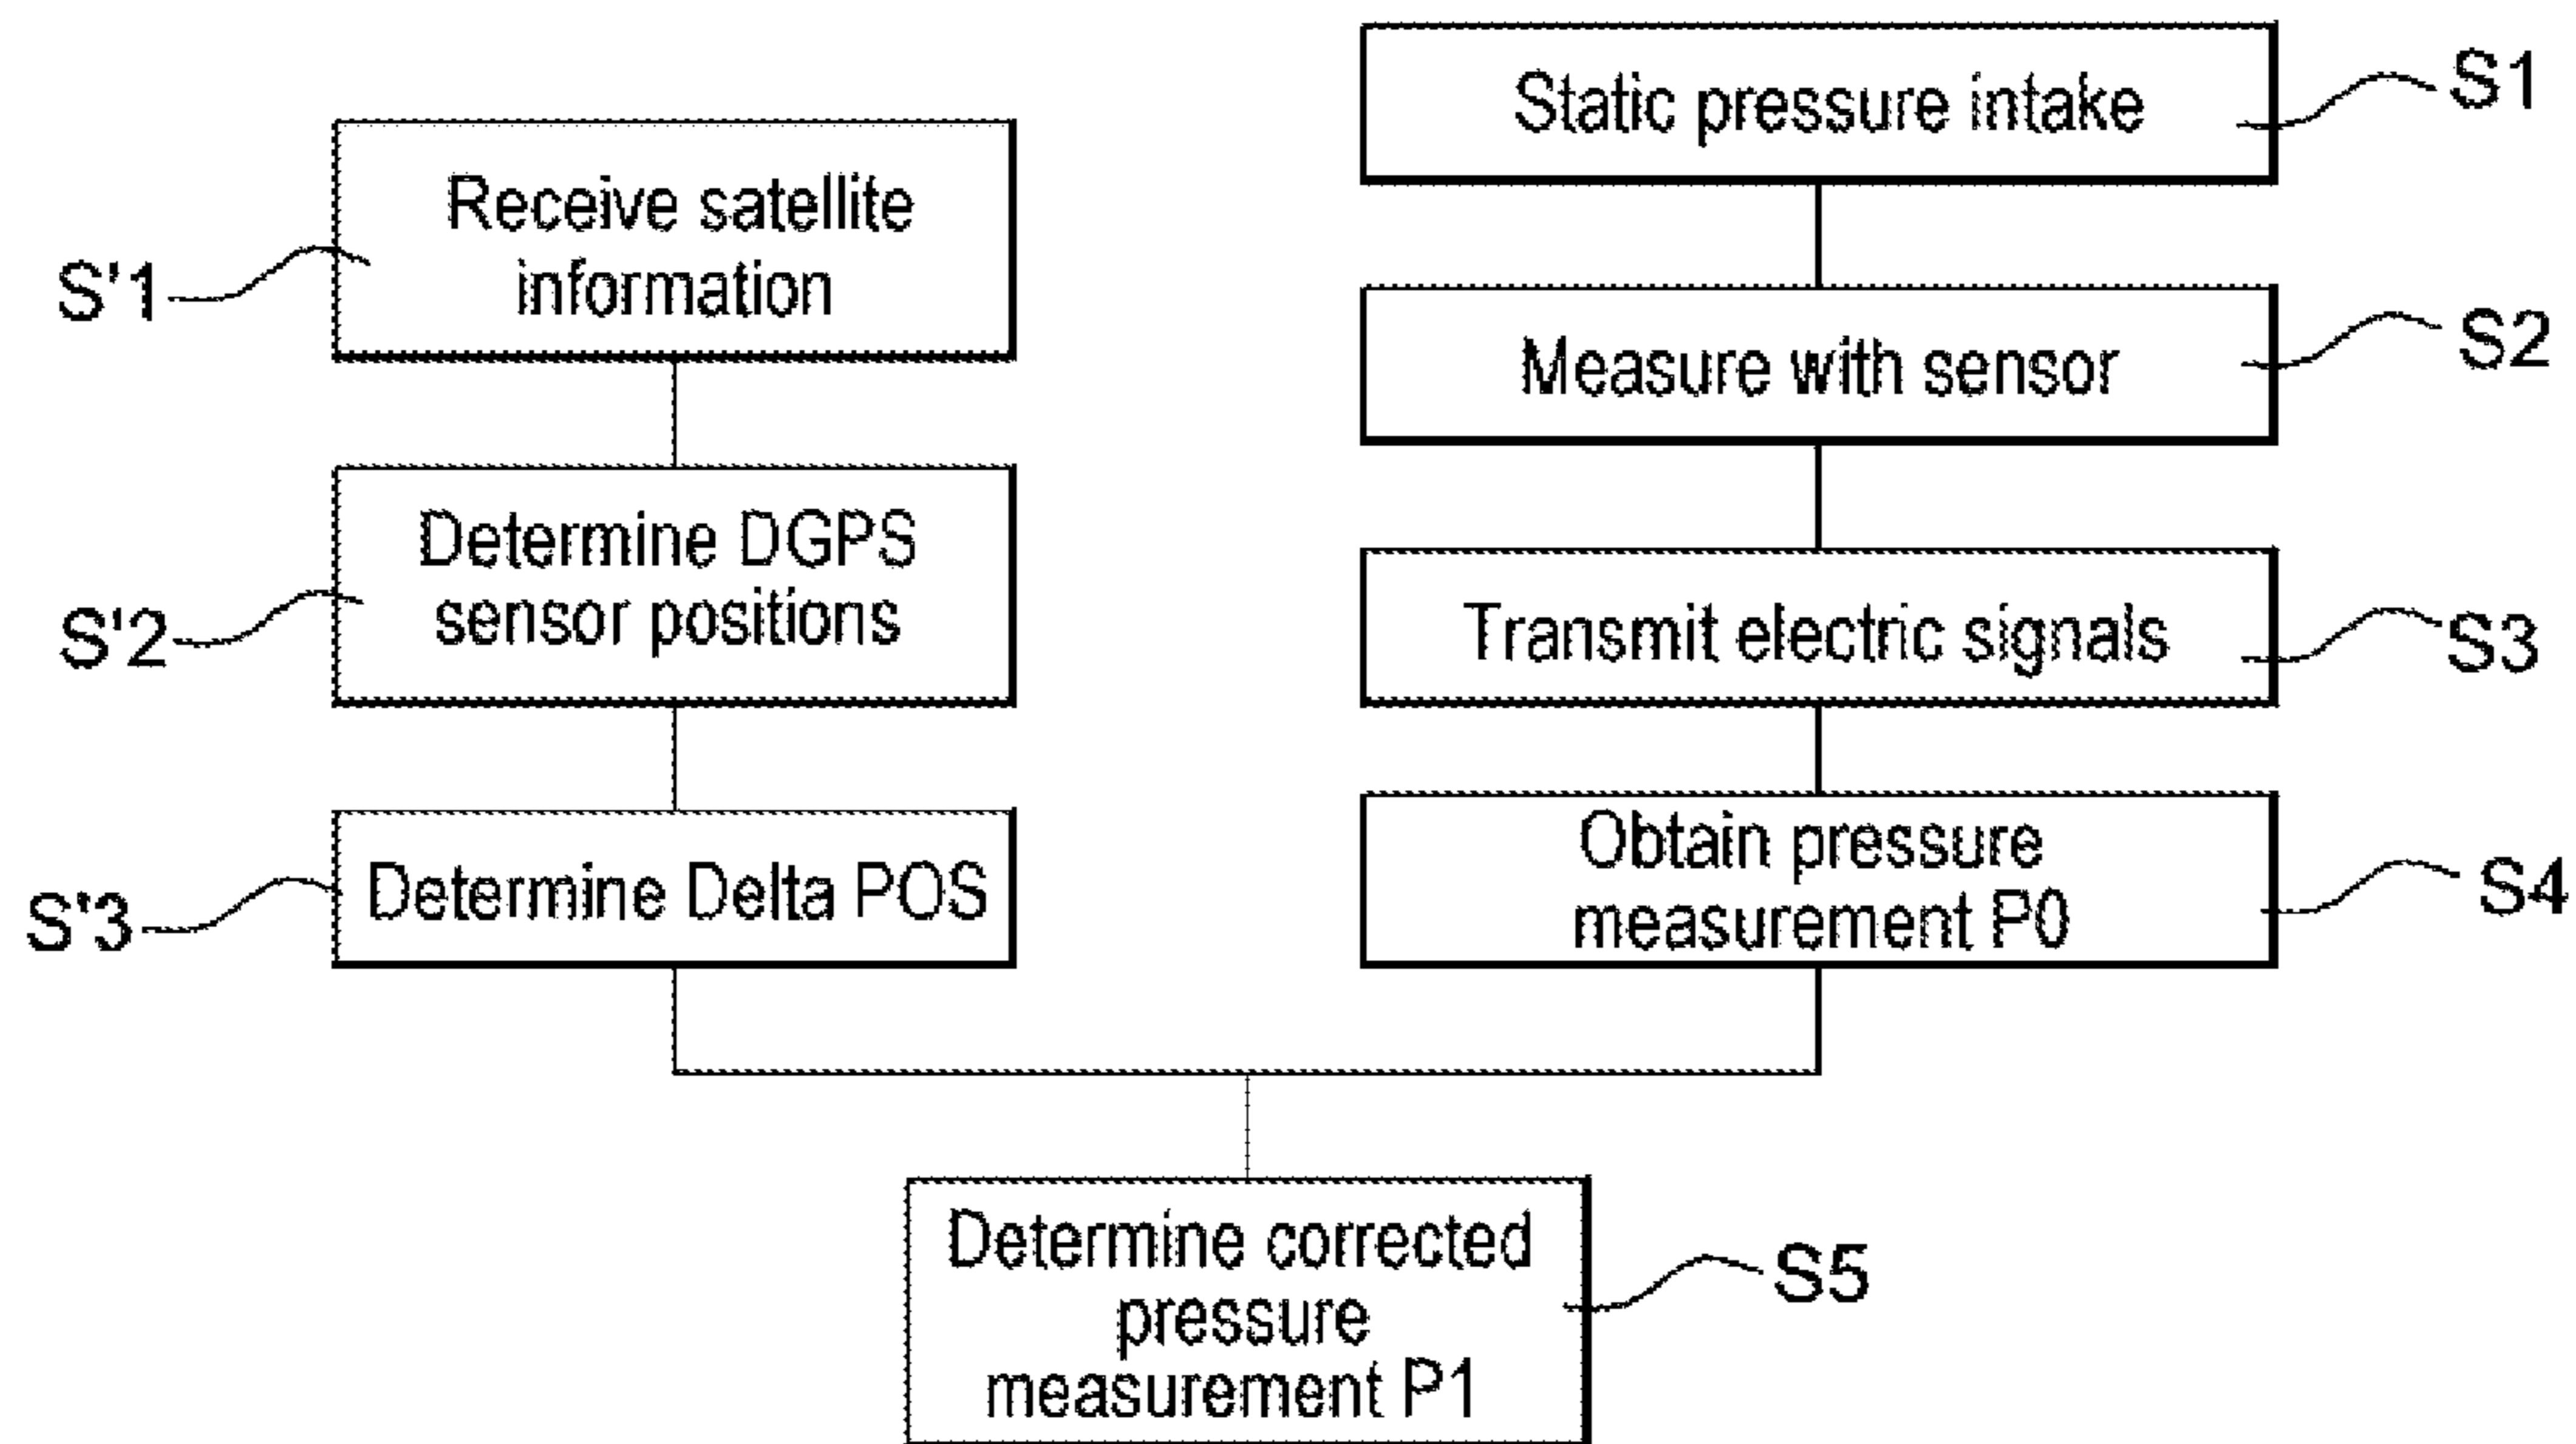 Static pressure intake
S1
Receive satellite
information
S'1
Measure with sensor
S2
Determine DGPS
sensor positions
S'2
Transmit electric signals
S3
Determine Delta POS
S'3
Obtain pressure
measurement P0
S4
Determine corrected
pressure
measurement P1
S5